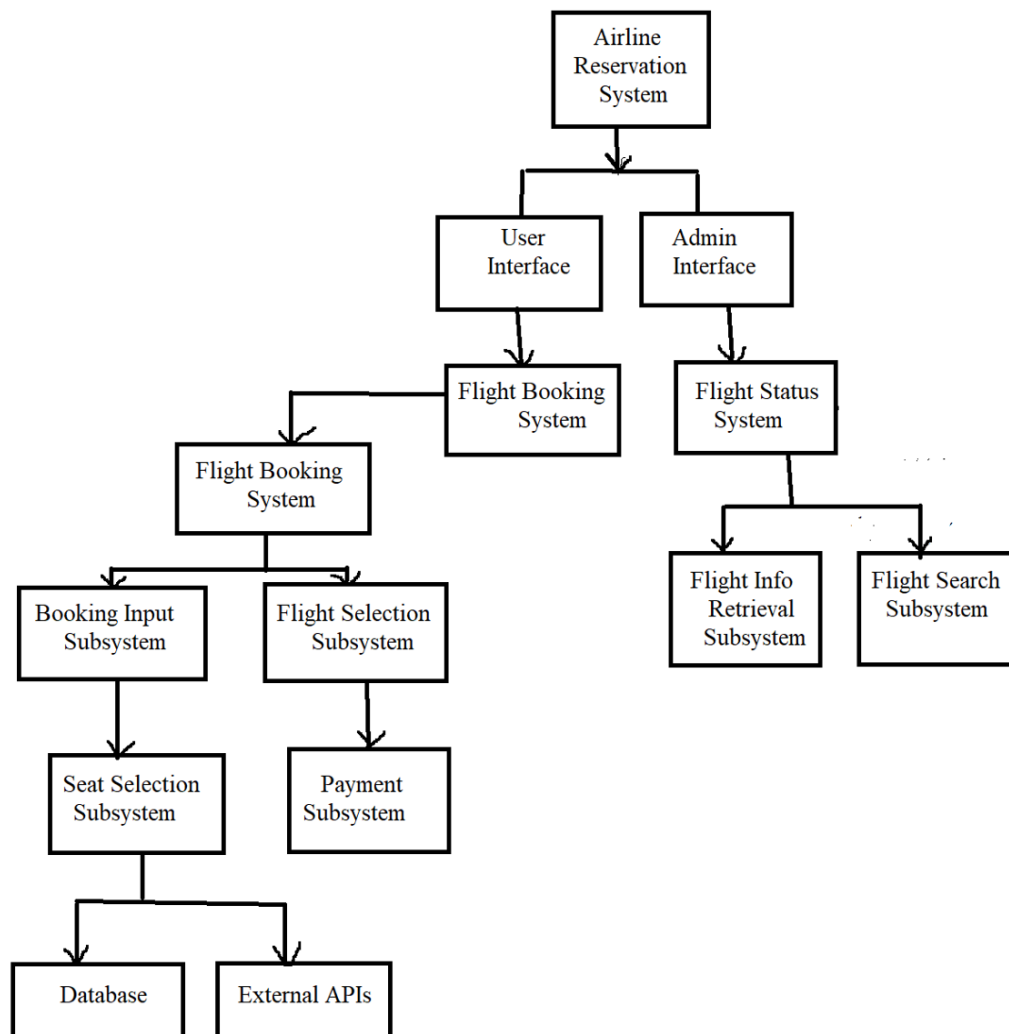 Airline
Reservation
System
User
Interface
Admin
Interface
Flight Booking
System
Flight Status
System
Flight Booking
System
Flight Info
Retrieval
Subsystem
Flight Search
Subsystem
Booking Input
Subsystem
Flight Selection
Subsystem
Seat Selection
Subsystem
Payment
Subsystem
Database
External APIs